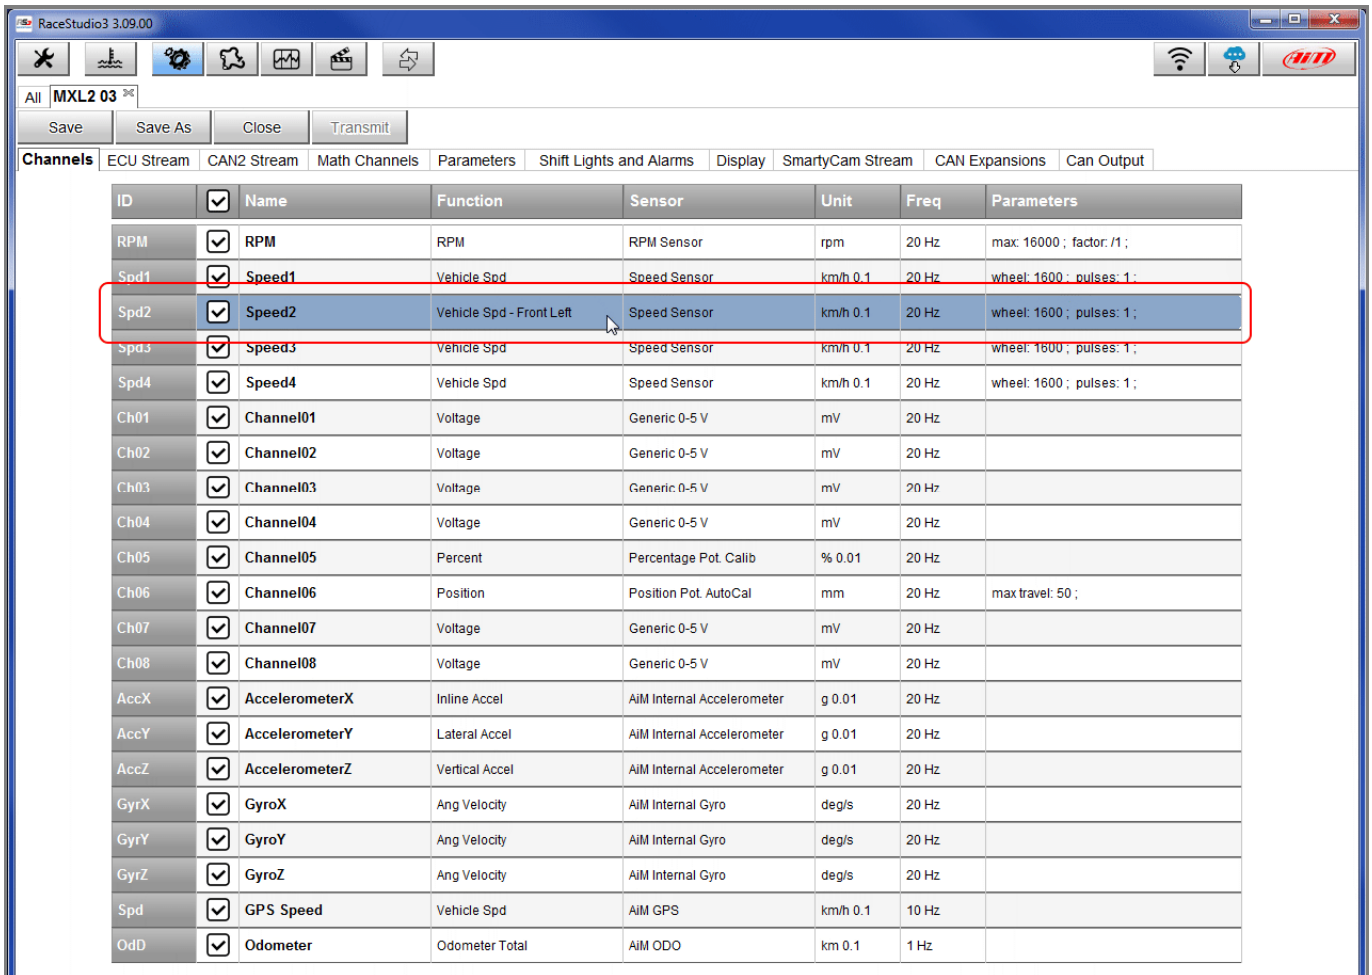 RaceStudio3 3.09.00
AiM
All MXL2 03
Save Save As Close Transmit
Channels ECU Stream CAN2 Stream Math Channels Parameters Shift Lights and Alarms Display SmartyCam Stream CAN Expansions Can Output
ID Name Function Sensor Unit Freq Parameters
RPM RPM RPM RPM Sensor rpm 20 Hz max: 16000 ; factor: /1 ;
Spd1 Speed1 Vehicle Spd Speed Sensor km/h 0.1 20 Hz wheel: 1600 ; pulses: 1 ;
Spd2 Speed2 Vehicle Spd - Front Left Speed Sensor km/h 0.1 20 Hz wheel: 1600 ; pulses: 1 ;
Spd3 Speed3 Vehicle Spd Speed Sensor km/h 0.1 20 Hz wheel: 1600 ; pulses: 1 ;
Spd4 Speed4 Vehicle Spd Speed Sensor km/h 0.1 20 Hz wheel: 1600 ; pulses: 1 ;
Ch01 Channel01 Voltage Generic 0-5 V mV 20 Hz
Ch02 Channel02 Voltage Generic 0-5 V mV 20 Hz
Ch03 Channel03 Voltage Generic 0-5 V mV 20 Hz
Ch04 Channel04 Voltage Generic 0-5 V mV 20 Hz
Ch05 Channel05 Percent Percentage Pot. Calib % 0.01 20 Hz
Ch06 Channel06 Position Position Pot. AutoCal mm 20 Hz max travel: 50 ;
Ch07 Channel07 Voltage Generic 0-5 V mV 20 Hz
Ch08 Channel08 Voltage Generic 0-5 V mV 20 Hz
AccX AccelerometerX Inline Accel AiM Internal Accelerometer g 0.01 20 Hz
AccY AccelerometerY Lateral Accel AiM Internal Accelerometer g 0.01 20 Hz
AccZ AccelerometerZ Vertical Accel AiM Internal Accelerometer g 0.01 20 Hz
GyrX GyroX Ang Velocity AiM Internal Gyro deg/s 20 Hz
GyrY GyroY Ang Velocity AiM Internal Gyro deg/s 20 Hz
GyrZ GyroZ Ang Velocity AiM Internal Gyro deg/s 20 Hz
Spd GPS Speed Vehicle Spd AiM GPS km/h 0.1 10 Hz
OdD Odometer Odometer Total AiM ODO km 0.1 1 Hz